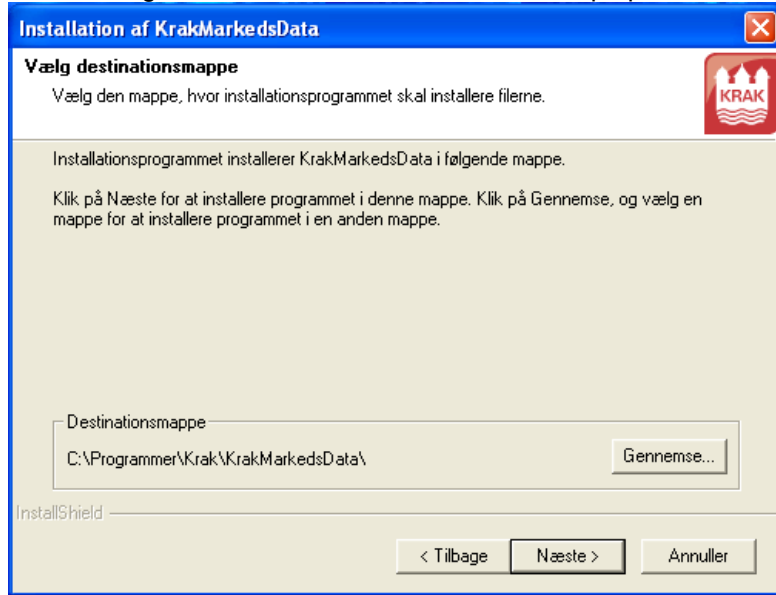 Installation af KrakMarkedsData
Vælg destinationsmappe
Vælg den mappe, hvor installationsprogrammet skal installere filerne.
KRAK
Installationsprogrammet installerer KrakMarkedsData i følgende mappe.
Klik på Næste for at installere programmet i denne mappe. Klik på Gennemse, og vælg en
mappe for at installere programmet i en anden mappe.
Destinationsmappe
C:\Programmer\Krak\KrakMarkedsData\
Gennemse...
InstallShield
< Tilbage
Næste >
Annuller